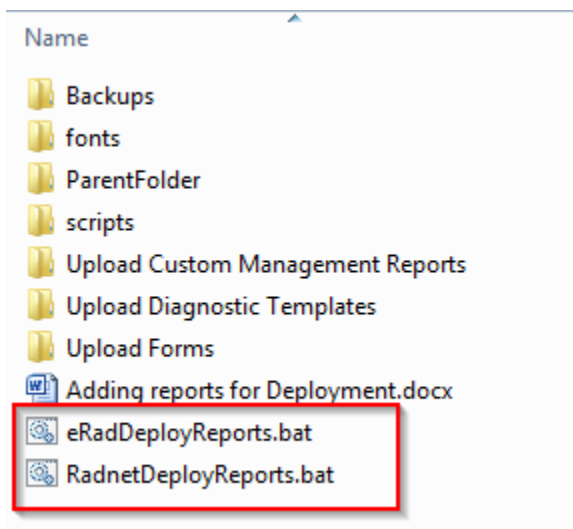 Name
Backups
fonts
ParentFolder
scripts
Upload Custom Management Reports
Upload Diagnostic Templates
Upload Forms
Adding reports for Deployment.docx
eRadDeployReports.bat
RadnetDeployReports.bat